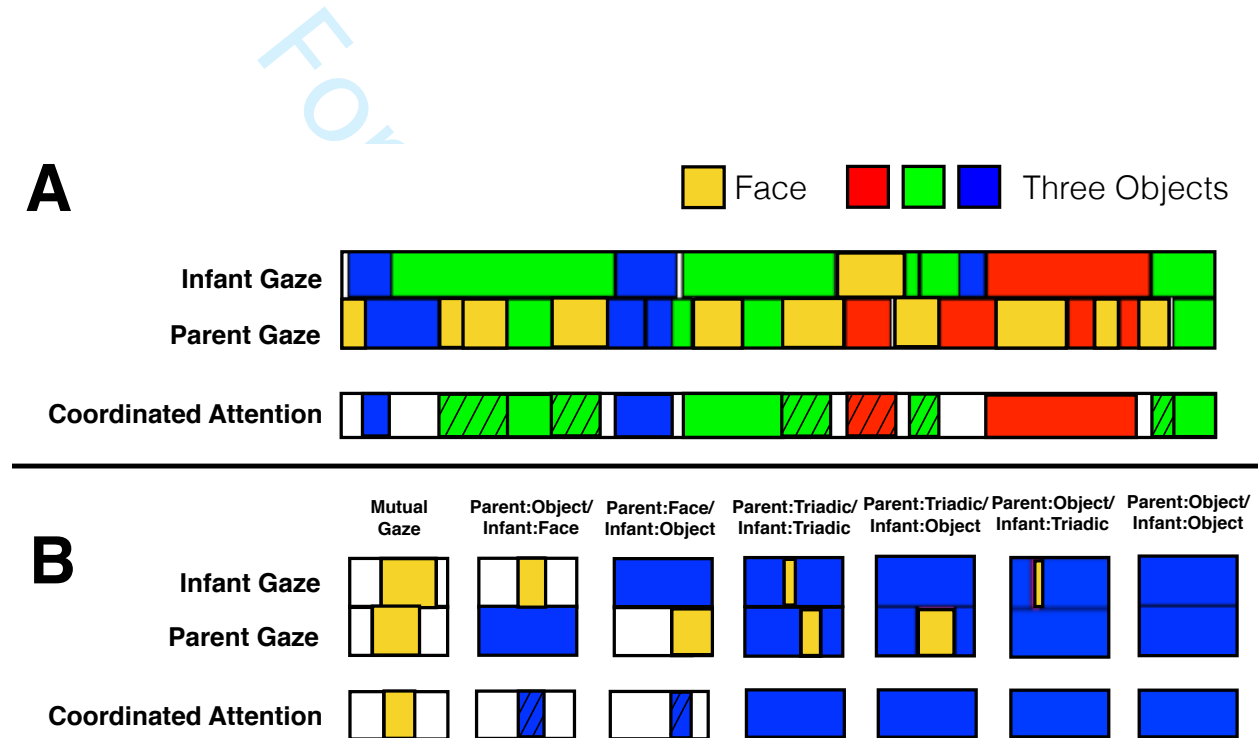 For
A
Face
Three Objects
Infant Gaze
Parent Gaze
Coordinated Attention
Mutual
Gaze
Parent:Object/
Infant:Face
Parent:Face/
Infant:Object
Parent:Triadic/
Infant:Triadic
Parent:Triadic/
Infant:Object
Parent:Object/
Infant:Triadic
Parent:Object/
Infant:Object
B
Infant Gaze
Parent Gaze
Coordinated Attention